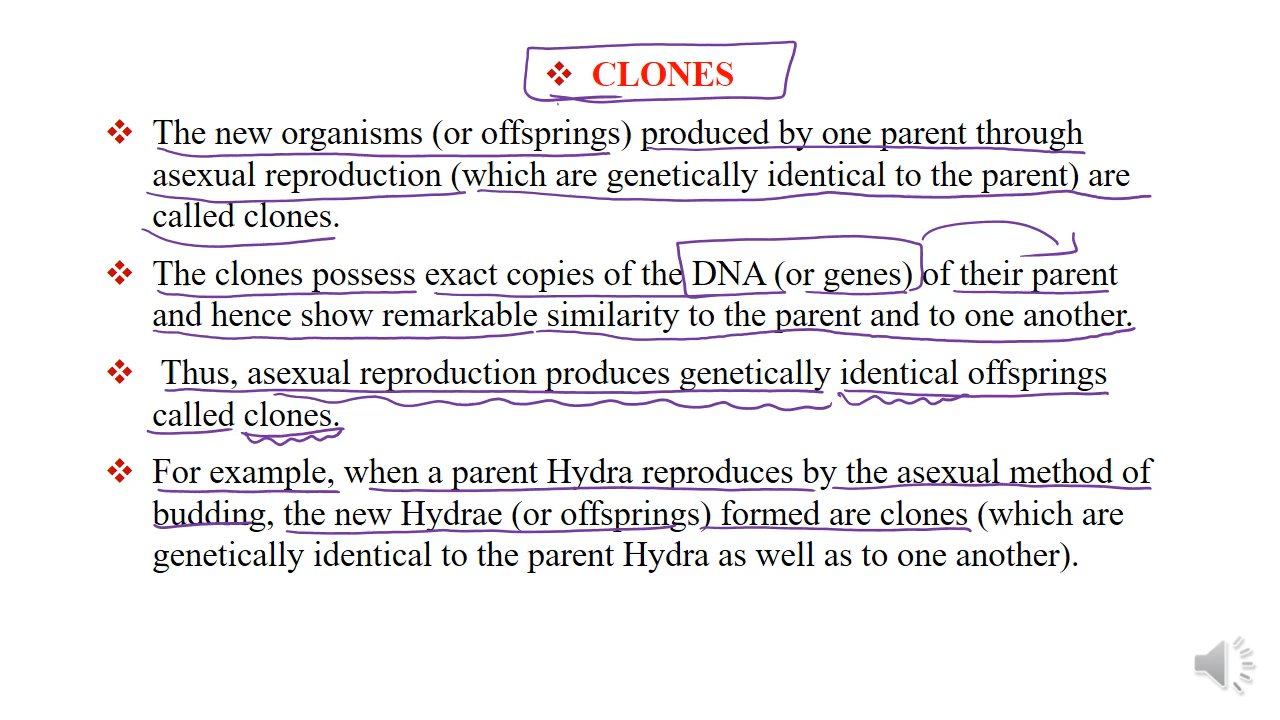 ❖ CLONES
❖ The new organisms (or offsprings) produced by one parent through
asexual reproduction (which are genetically identical to the parent) are
called clones.
❖ The clones possess exact copies of the DNA (or genes) of their parent
and hence show remarkable similarity to the parent and to one another.
❖ Thus, asexual reproduction produces genetically identical offsprings
called clones.
❖ For example, when a parent Hydra reproduces by the asexual method of
budding, the new Hydrae (or offsprings) formed are clones (which are
genetically identical to the parent Hydra as well as to one another).